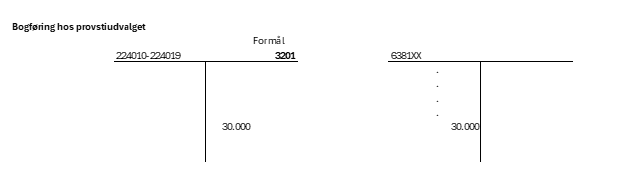 Bogføring hos provstiudvalget
Formål
224010-224019 3201 6381XX
.
.
.
.
30.000 30.000